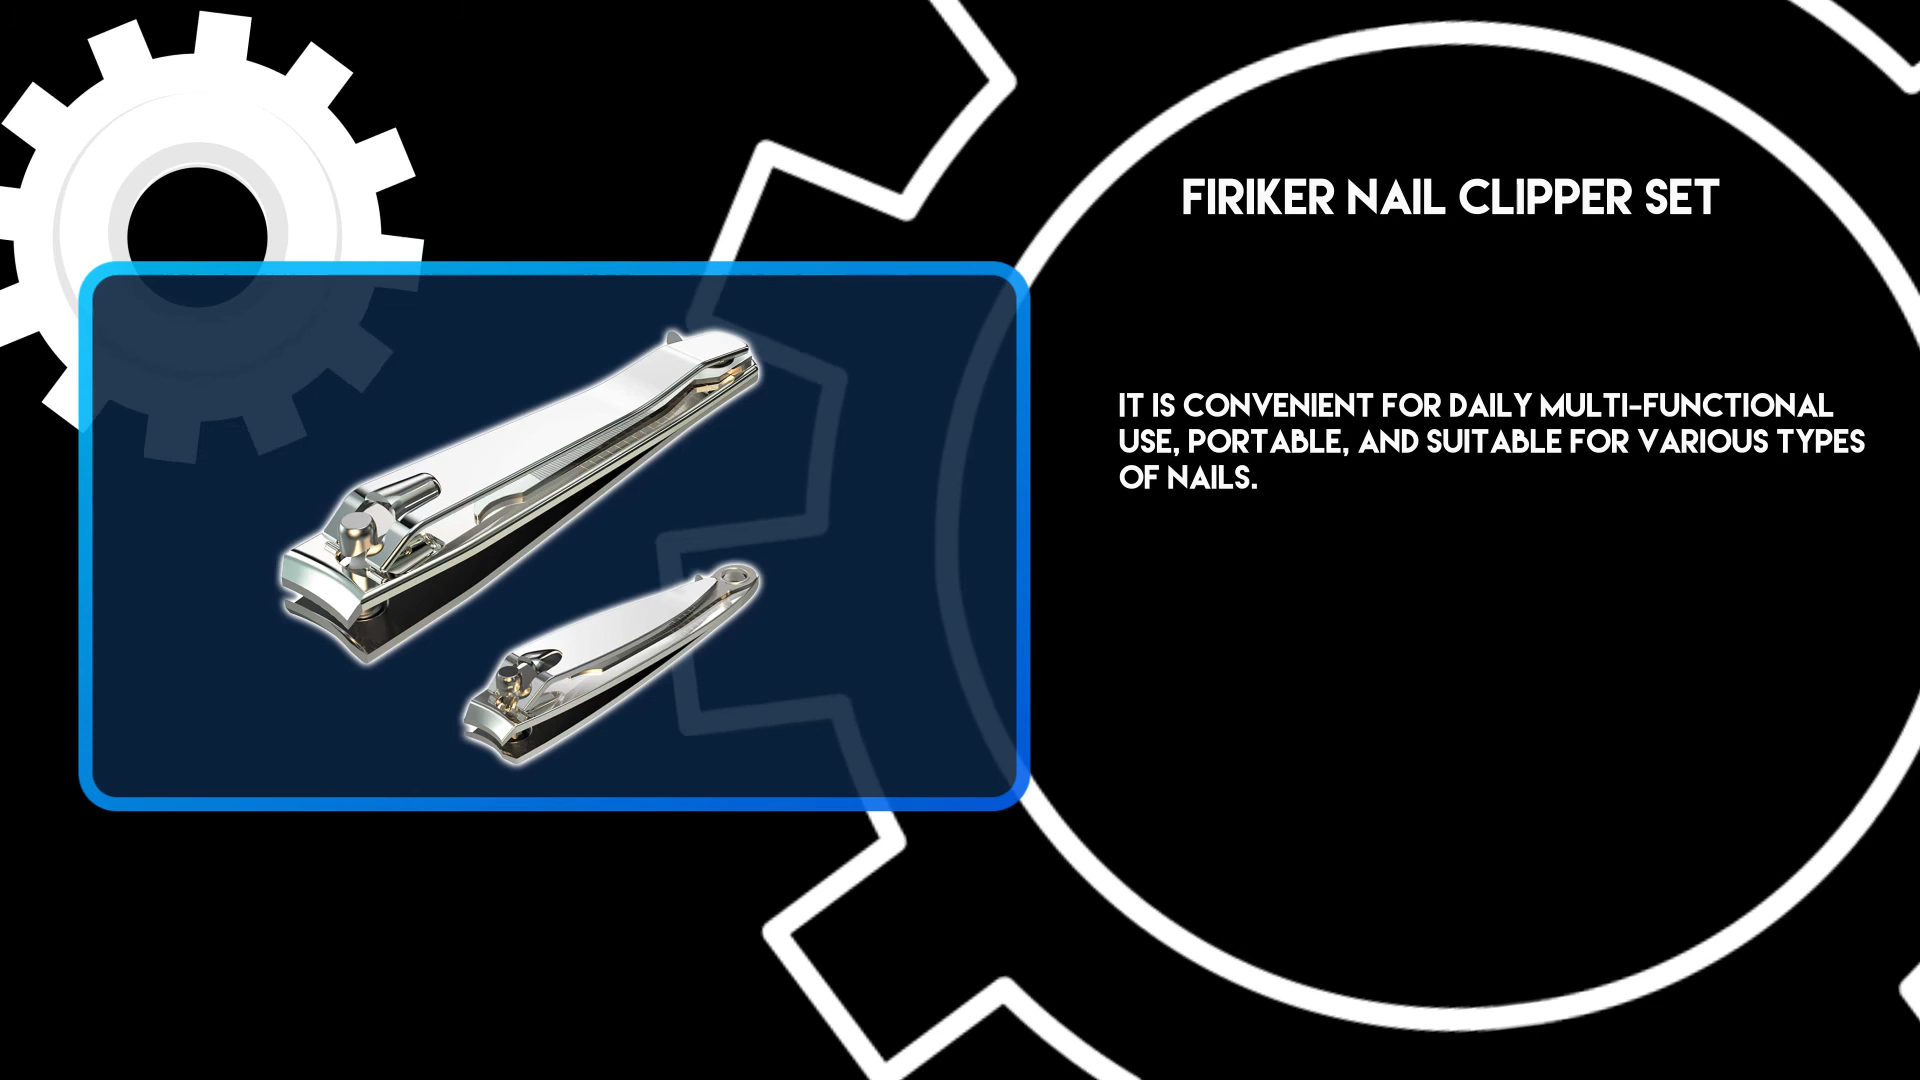 FIRIKER NAIL CLIPPER SET
IT IS CONVENIENT FOR DAILY MULTI-FUNCTIONAL
USE, PORTABLE, AND SUITABLE FOR VARIOUS TYPES
OF NAILS.